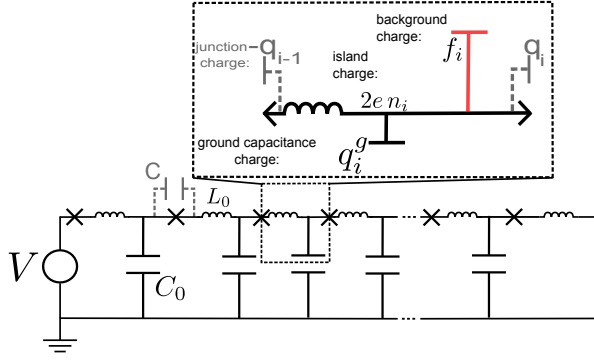 background
charge:
f_i
junction
charge:
-q_{i-1}
island
charge:
q_i
2e n_i
ground capacitance
charge:
q_i^g
C
L_0
V
C_0